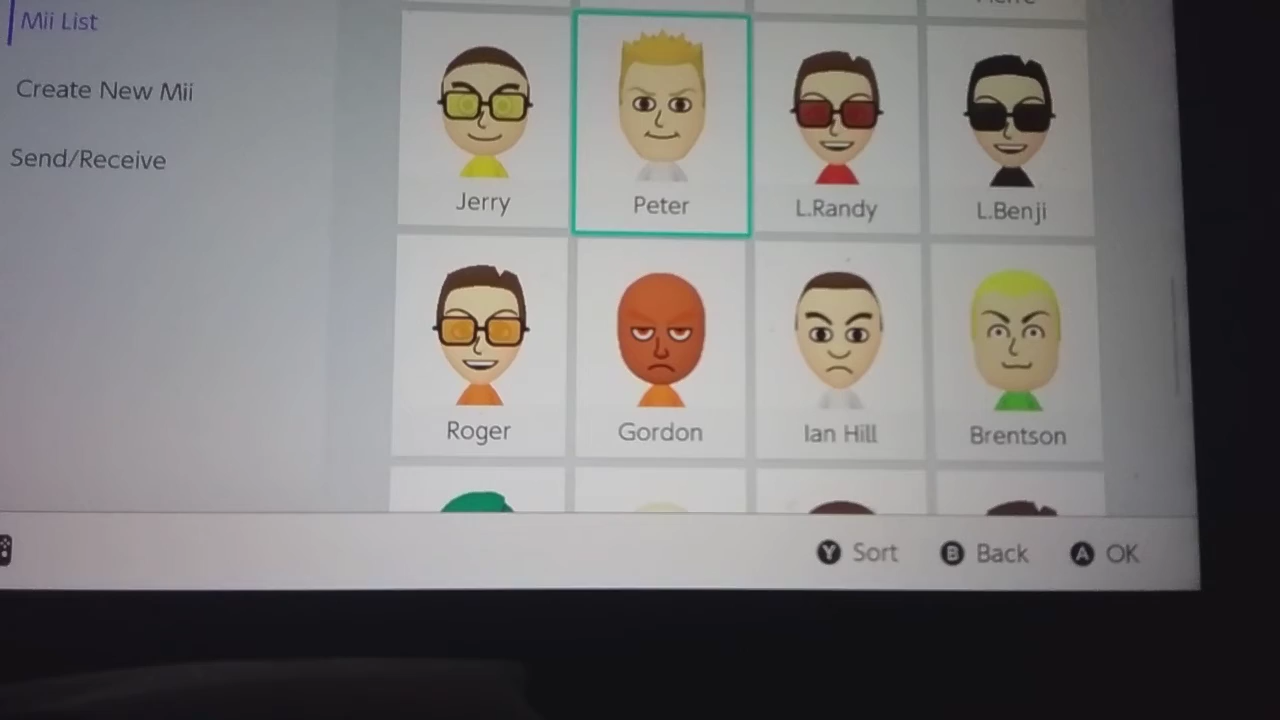 Mii List
Create New Mii
Send/Receive
Jerry
Peter
L.Randy
L.Benji
Roger
Gordon
Ian Hill
Brentson
Y Sort
B Back
A OK